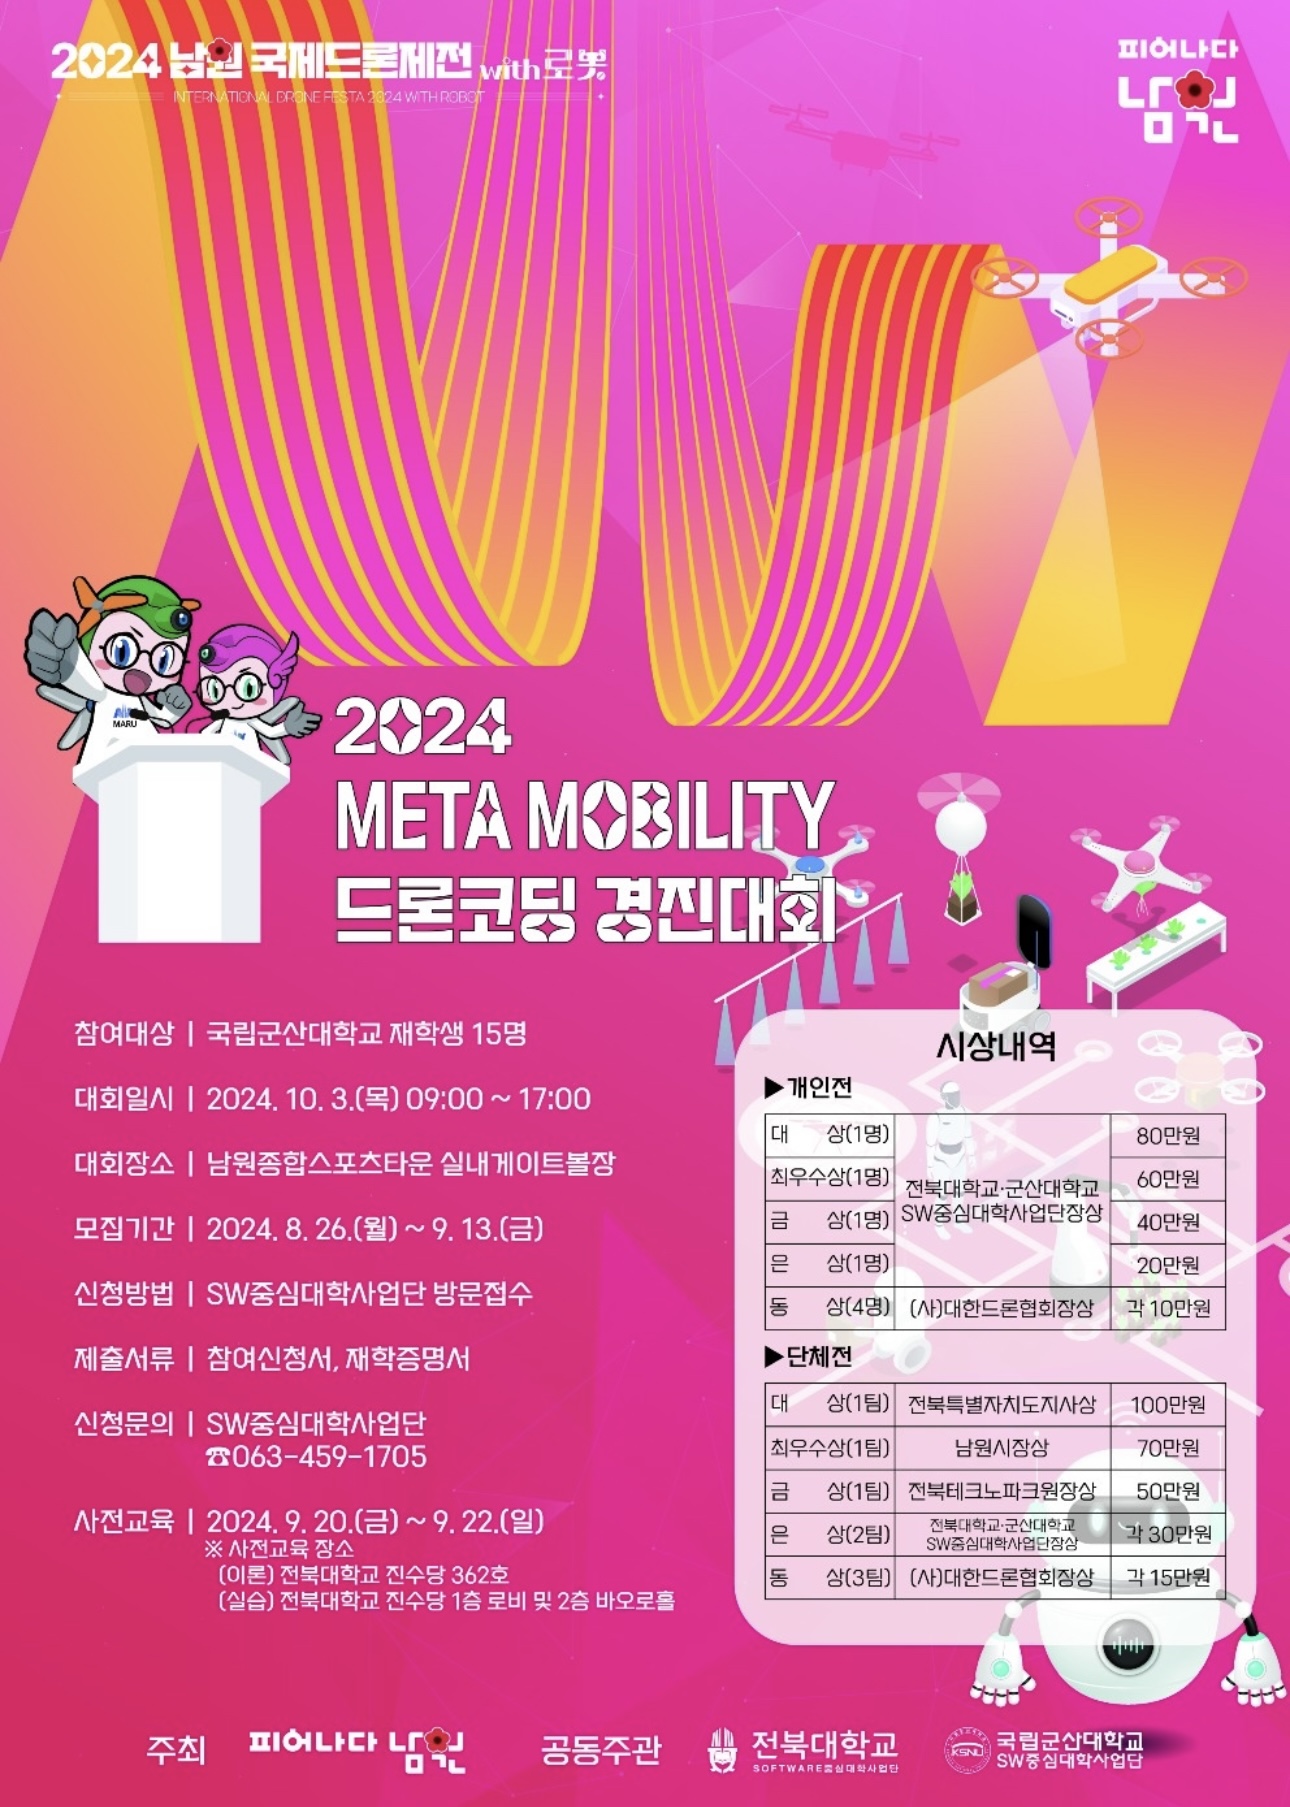 2024 남원 국제드론제전 with로봇
INTERNATIONAL DRONE FESTA 2024 WITH ROBOT
피어나다
남원
MARU
2024
META MOBILITY
드론코딩 경진대회
참여대상 | 국립군산대학교 재학생 15명
대회일시 | 2024. 10. 3.(목) 09:00 ~ 17:00
대회장소 | 남원종합스포츠타운 실내게이트볼장
모집기간 | 2024. 8. 26.(월) ~ 9. 13.(금)
신청방법 | SW중심대학사업단 방문접수
제출서류 | 참여신청서, 재학증명서
신청문의 | SW중심대학사업단
☎063-459-1705
사전교육 | 2024. 9. 20.(금) ~ 9. 22.(일)
※ 사전교육 장소
(이론) 전북대학교 진수당 362호
(실습) 전북대학교 진수당 1층 로비 및 2층 바오로홀
시상내역
▶개인전
대 상(1명) 80만원
최우수상(1명) 60만원
전북대학교·군산대학교
SW중심대학사업단장상
금 상(1명) 40만원
은 상(1명) 20만원
동 상(4명) (사)대한드론협회장상 각 10만원
▶단체전
대 상(1팀) 전북특별자치도지사상 100만원
최우수상(1팀) 남원시장상 70만원
금 상(1팀) 전북테크노파크원장상 50만원
은 상(2팀) 전북대학교·군산대학교 각 30만원
SW중심대학사업단장상
동 상(3팀) (사)대한드론협회장상 각 15만원
주최 피어나다 남원 공동주관 전북대학교 국립군산대학교
SOFTWARE중심대학사업단 KSNU SW중심대학사업단